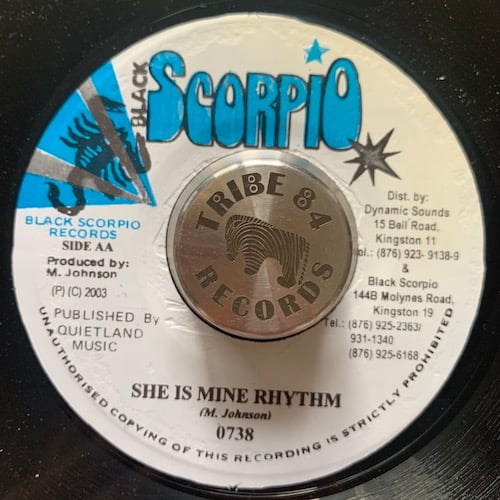 BLACK
SCORPIO
BLACK SCORPIO
RECORDS
SIDE AA
Produced by:
M. Johnson
(P) (C) 2003
PUBLISHED By
QUIETLAND
MUSIC
TRIBE 84
RECORDS
Dist. by:
Dynamic Sounds
15 Bell Road,
Kingston 11
el.: (876) 923- 9138-9
&
Black Scorpio
144B Molynes Road,
Kingston 19
Tel.: (876) 925-2363/
931-1340
(876) 925-6168
SHE IS MINE RHYTHM
(M. Johnson)
0738
UNAUTHORISED COPYING OF THIS RECORDING IS STRICTLY PROHIBITED